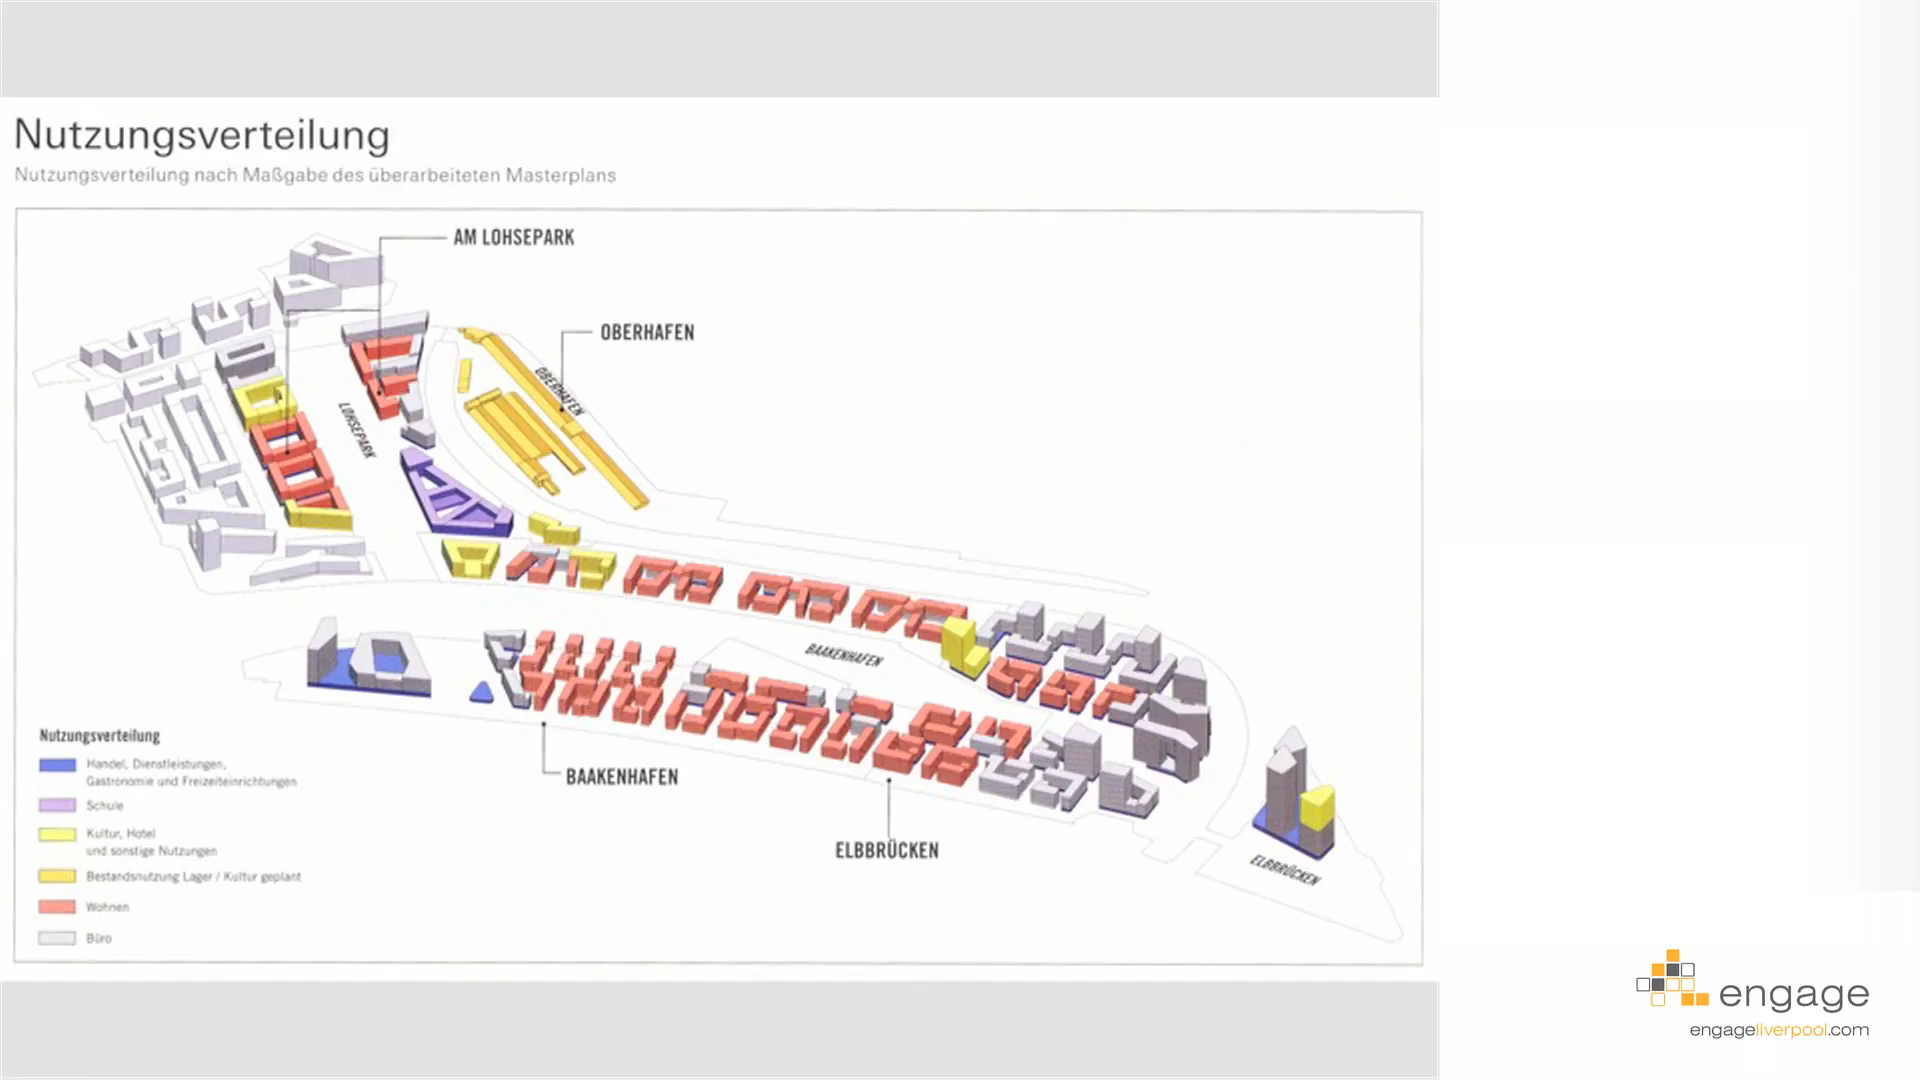 Nutzungsverteilung
Nutzungsverteilung nach Maßgabe des überarbeiteten Masterplans
AM LOHSEPARK
OBERHAFEN
OBERHAFEN
LOHSEPARK
BAAKENHAFEN
BAAKENHAFEN
ELBBRÜCKEN
ELBBRÜCKEN
Nutzungsverteilung
Handel, Dienstleistungen,
Gastronomie und Freizeiteinrichtungen
Schule
Kultur, Hotel
und sonstige Nutzungen
Bestandsnutzung Lager / Kultur geplant
Wohnen
Büro
engage
engageliverpool.com